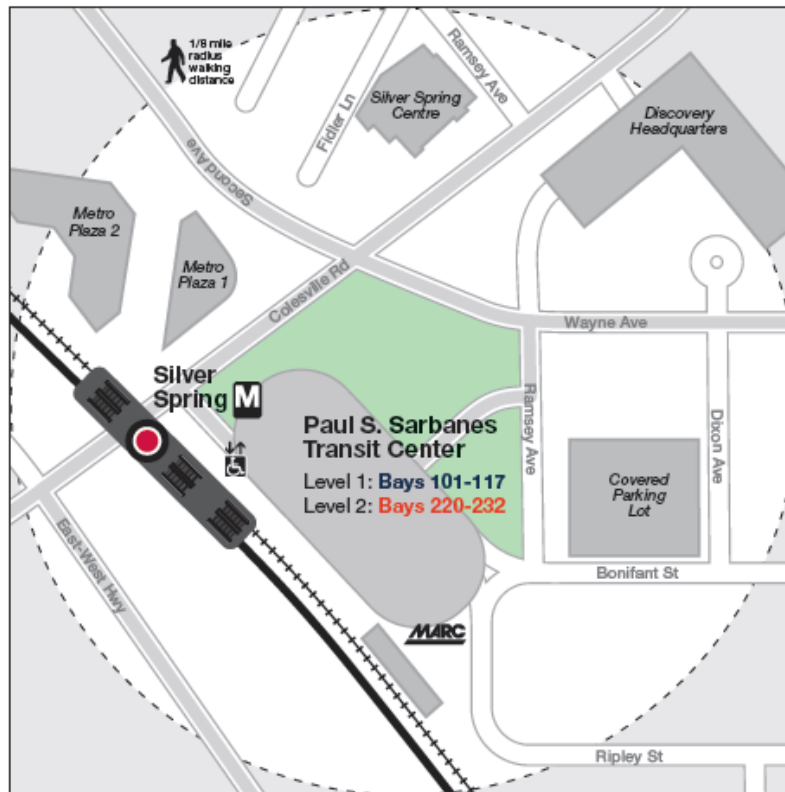 1/8 mile
radius
walking
distance
Ramsey Ave
Silver Spring
Centre
Fidler Ln
Discovery
Headquarters
Second Ave
Metro
Plaza 2
Metro
Plaza 1
Colesville Rd
Wayne Ave
Silver
Spring M
Paul S. Sarbanes
Transit Center
Level 1: Bays 101-117
Level 2: Bays 220-232
Ramsey Ave
Dixon Ave
Covered
Parking
Lot
East-West Hwy
Bonifant St
MARC
Ripley St